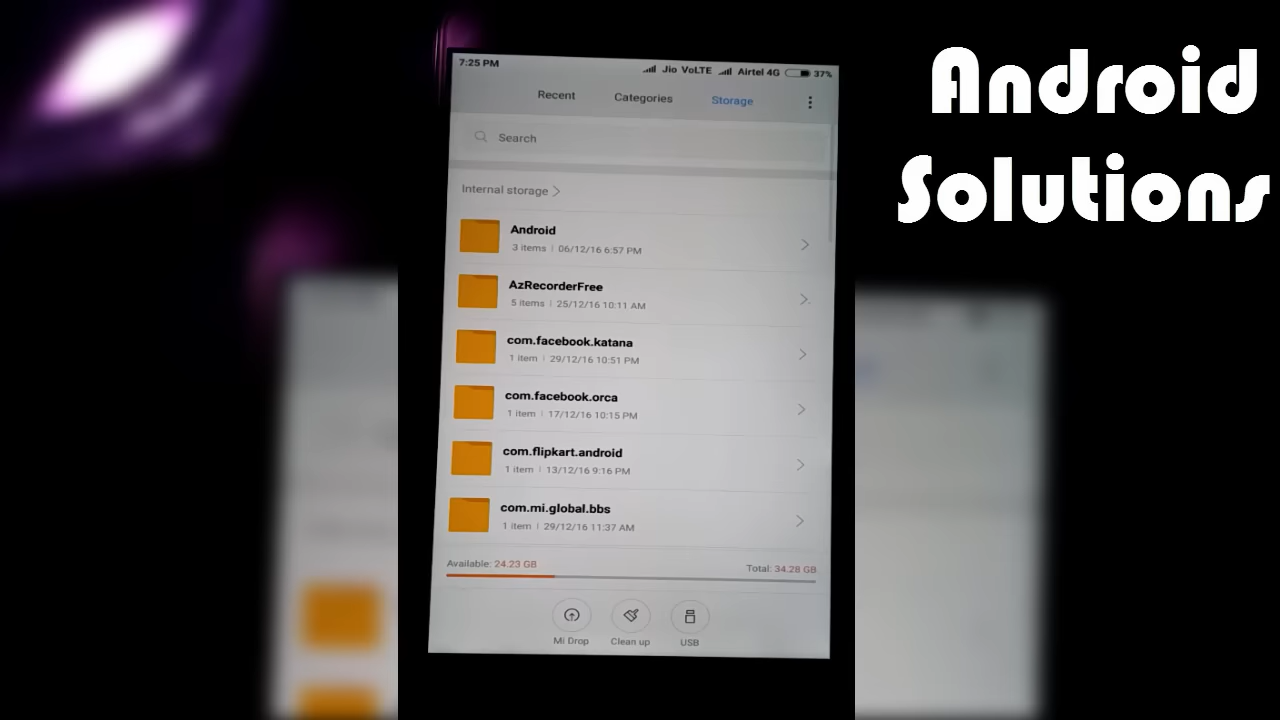 Android
Solutions
7:25 PM
Jio VoLTE
Airtel 4G
37%
Recent
Categories
Storage
Search
Internal storage
Android
3 items | 06/12/16 6:57 PM
AzRecorderFree
5 items | 25/12/16 10:11 AM
com.facebook.katana
1 item | 29/12/16 10:51 PM
com.facebook.orca
1 item | 17/12/16 10:15 PM
com.flipkart.android
1 item | 13/12/16 9:16 PM
com.mi.global.bbs
1 item | 29/12/16 11:37 AM
Available: 24.23 GB
Total: 34.28 GB
Mi Drop
Clean up
USB